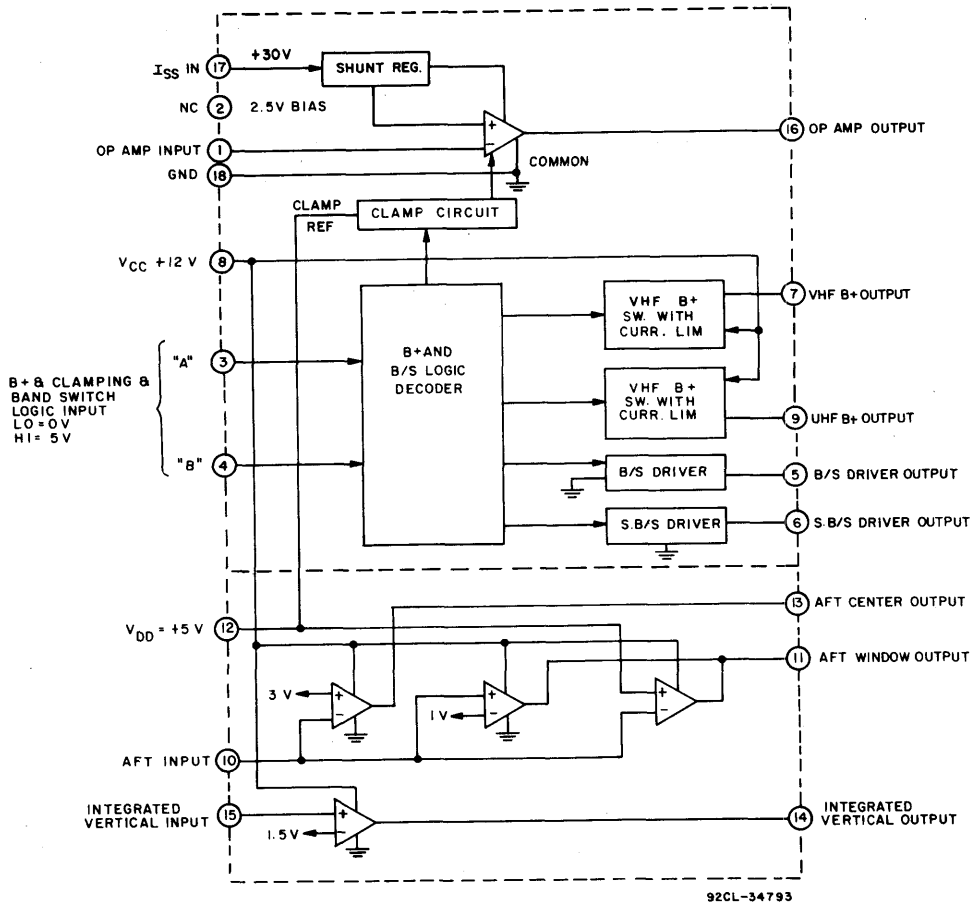 +30V
I_SS IN
17
SHUNT REG.
NC
2
2.5V BIAS
+
−
16
OP AMP OUTPUT
OP AMP INPUT
1
COMMON
GND
18
CLAMP
REF
CLAMP CIRCUIT
V_CC +12 V
8
VHF B+
SW. WITH
CURR. LIM
7
VHF B+ OUTPUT
"A"
3
B+ AND
B/S LOGIC
DECODER
B+ & CLAMPING &
BAND SWITCH
LOGIC INPUT
LO = 0V
HI = 5V
VHF B+
SW. WITH
CURR. LIM
9
UHF B+ OUTPUT
"B"
4
B/S DRIVER
5
B/S DRIVER OUTPUT
S.B/S DRIVER
6
S.B/S DRIVER OUTPUT
13
AFT CENTER OUTPUT
V_DD = +5 V
12
11
AFT WINDOW OUTPUT
3 V
+
−
1 V
+
−
+
−
AFT INPUT
10
INTEGRATED
VERTICAL INPUT
15
+
−
1.5V
14
INTEGRATED
VERTICAL OUTPUT
92CL-34793